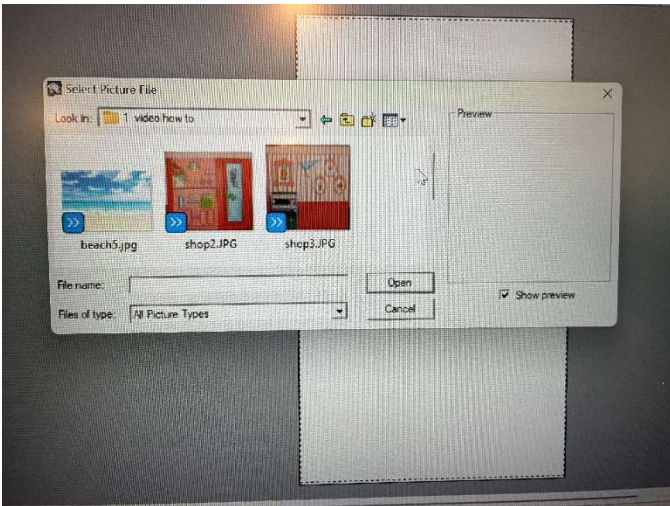 Select Picture File
Look in: 1 video how to
Preview
beach5.jpg
shop2.JPG
shop3.JPG
File name:
Open
Show preview
Files of type: All Picture Types
Cancel